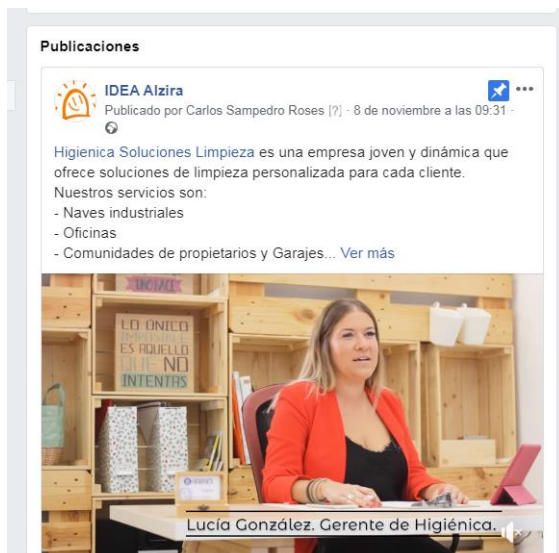 Publicaciones
IDEA Alzira
Publicado por Carlos Sampedro Roses [?] · 8 de noviembre a las 09:31 ·
Higienica Soluciones Limpieza es una empresa joven y dinámica que
ofrece soluciones de limpieza personalizada para cada cliente.
Nuestros servicios son:
- Naves industriales
- Oficinas
- Comunidades de propietarios y Garajes... Ver más
LO ÚNICO
IMPOSIBLE
ES AQUELLO
QUE NO
INTENTAS
Lucía González. Gerente de Higiénica.